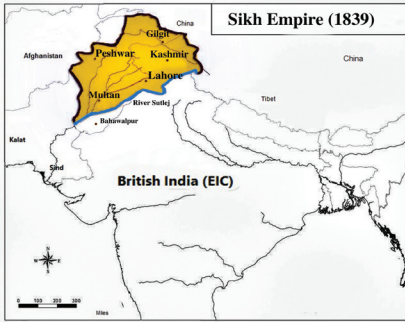 Sikh Empire (1839)
China
Gilgit
Afghanistan
Peshwar
Kashmir
China
Lahore
Multan
River Sutlej
Tibet
Bahawalpur
Kalat
Sind
British India (EIC)
N
W E
S
0 100 200 300
Miles